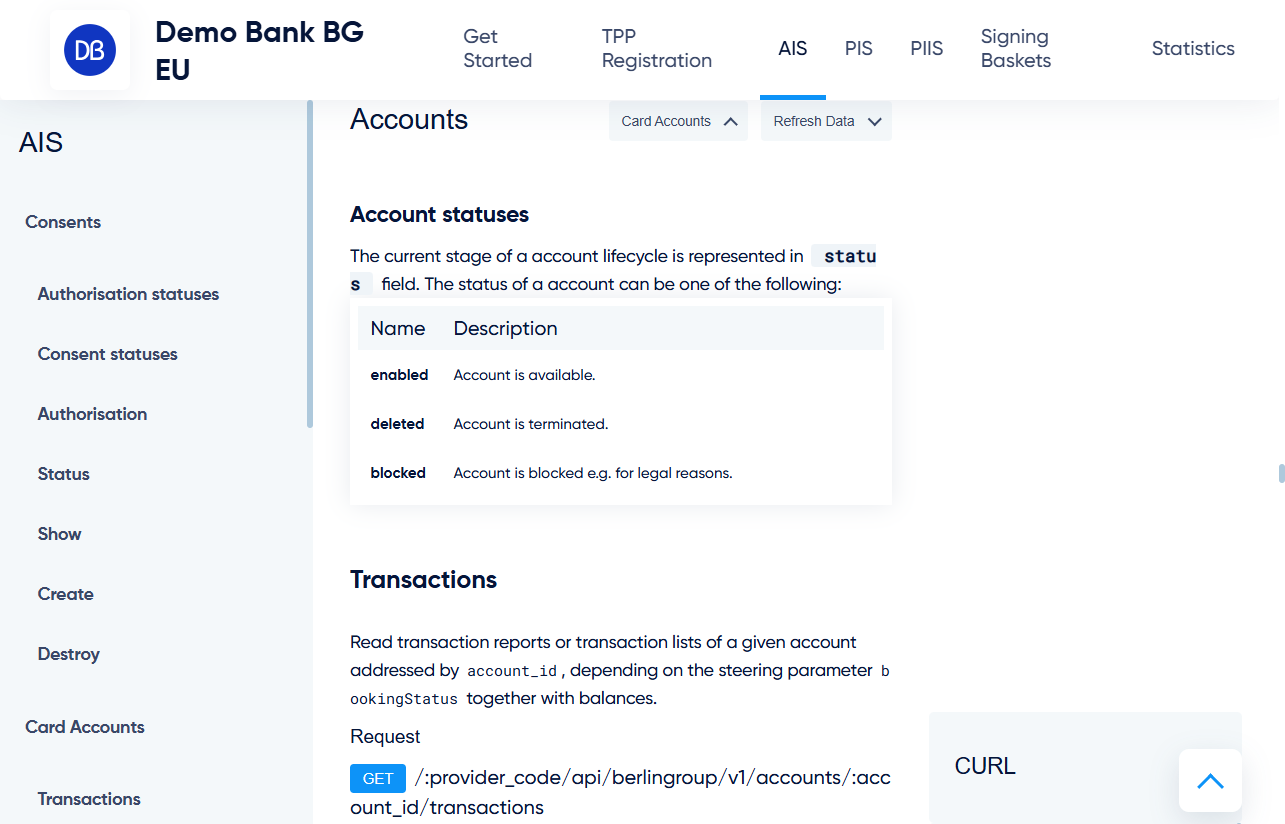 DB
Demo Bank BG
EU
Get
Started
TPP
Registration
AIS
PIS
PIIS
Signing
Baskets
Statistics
AIS
Consents
Authorisation statuses
Consent statuses
Authorisation
Status
Show
Create
Destroy
Card Accounts
Transactions
Accounts
Card Accounts
Refresh Data
Account statuses
The current stage of a account lifecycle is represented in statu
s field. The status of a account can be one of the following:
Name Description
enabled Account is available.
deleted Account is terminated.
blocked Account is blocked e.g. for legal reasons.
Transactions
Read transaction reports or transaction lists of a given account
addressed by account_id, depending on the steering parameter b
ookingStatus together with balances.
Request
GET /:provider_code/api/berlingroup/v1/accounts/:acc
ount_id/transactions
CURL